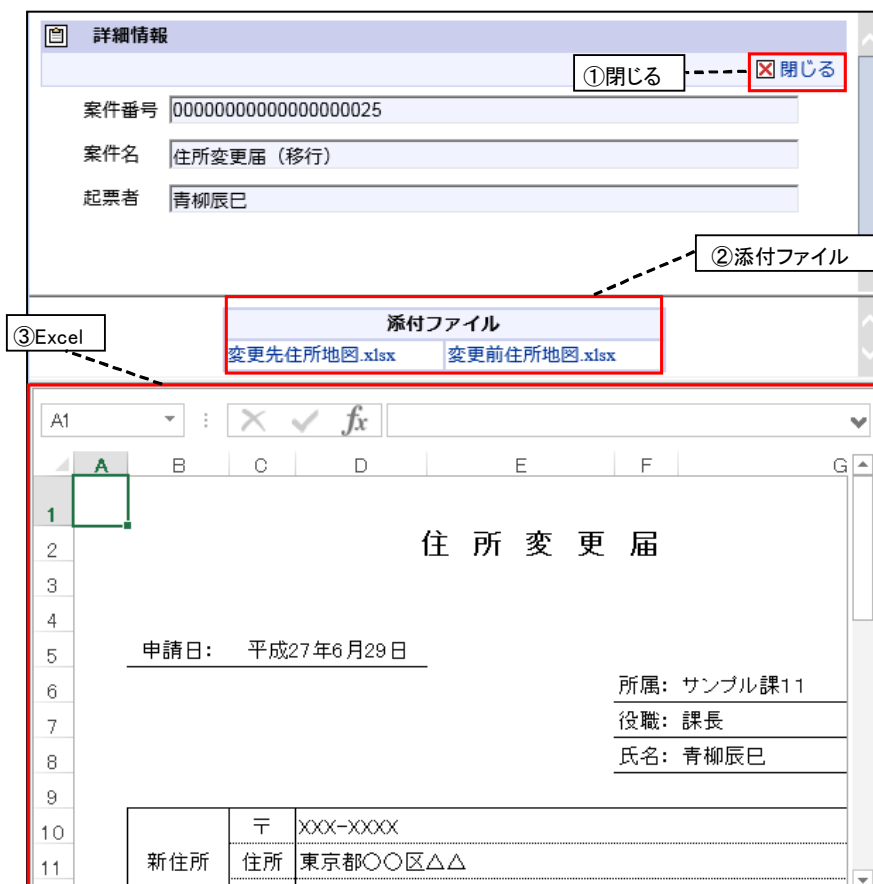 詳細情報
①閉じる
閉じる
案件番号 00000000000000000025
案件名 住所変更届（移行）
起票者 青柳辰巳
②添付ファイル
添付ファイル
③Excel
変更先住所地図.xlsx 変更前住所地図.xlsx
A1 fx
A B C D E F G
1
2 住所変更届
3
4
5 申請日： 平成27年6月29日
6 所属： サンプル課11
7 役職： 課長
8 氏名： 青柳辰巳
9
10 〒 XXX-XXXX
11 新住所 住所 東京都〇〇区△△